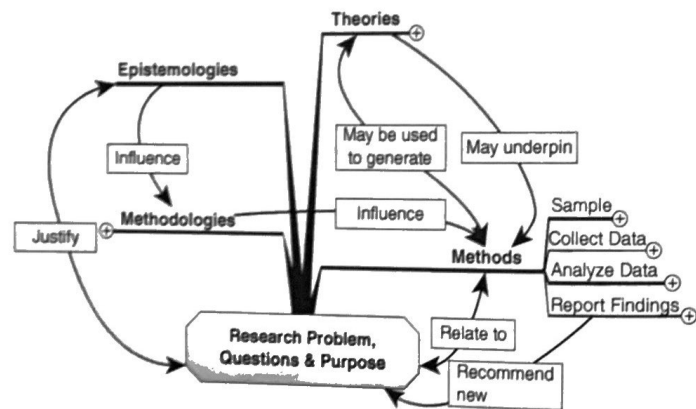 Theories
Epistemologies
May be used
to generate
May underpin
Influence
Sample
Methodologies
Influence
Collect Data
Justify
Methods
Analyze Data
Report Findings
Research Problem,
Questions & Purpose
Relate to
Recommend
new